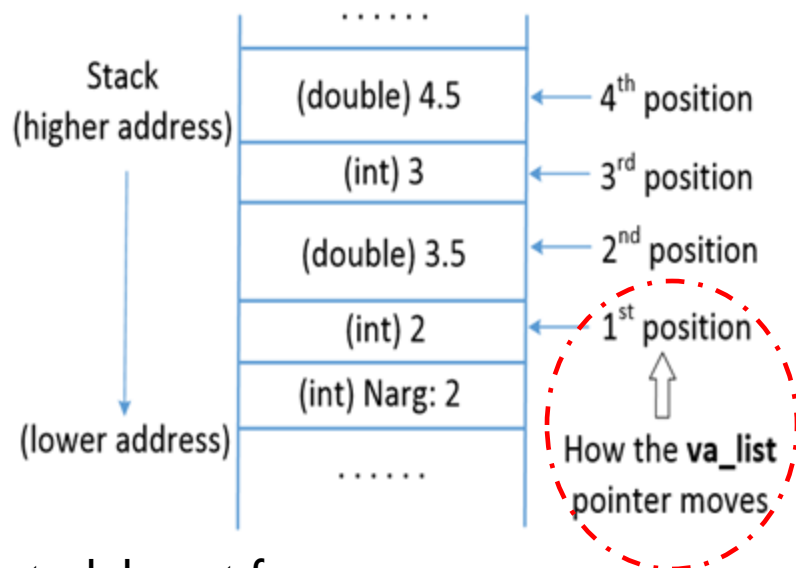 ......
Stack
(higher address)
(double) 4.5
4th position
(int) 3
3rd position
(double) 3.5
2nd position
(int) 2
1st position
(int) Narg: 2
(lower address)
How the va_list
pointer moves
......